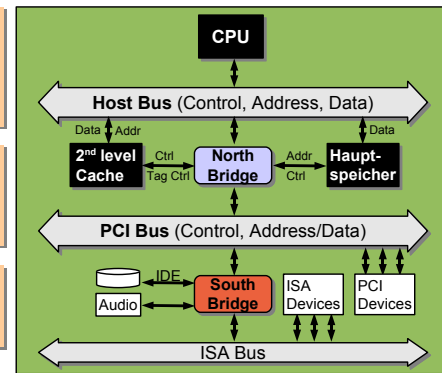 CPU
Host Bus (Control, Address, Data)
Data Addr
Data
2nd level
Cache
Ctrl
Tag Ctrl
North
Bridge
Addr
Ctrl
Haupt-
speicher
PCI Bus (Control, Address/Data)
IDE
Audio
South
Bridge
ISA
Devices
PCI
Devices
ISA Bus